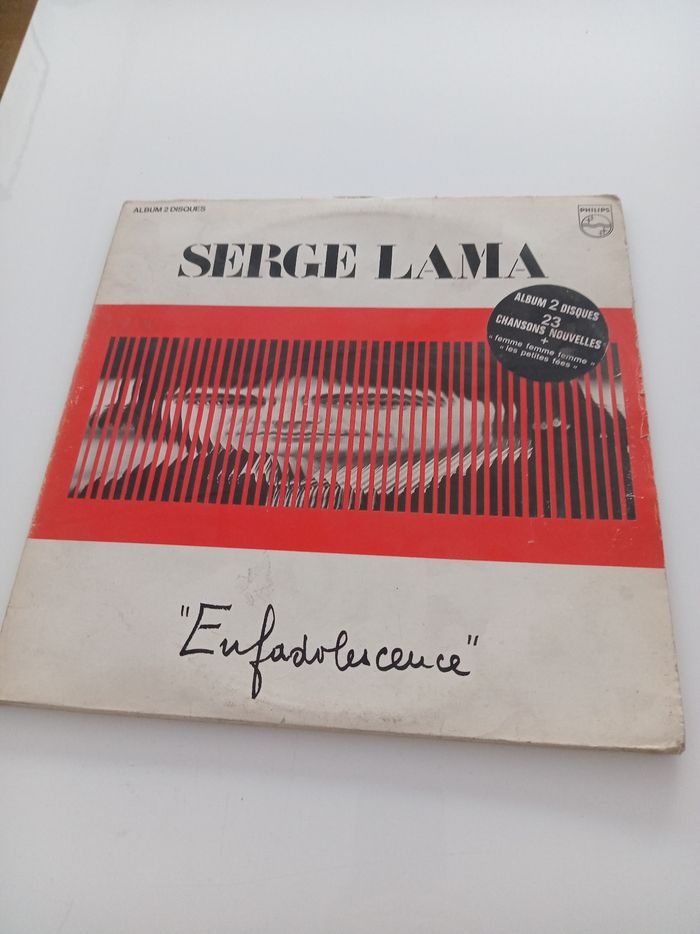 ALBUM 2 DISQUES
PHILIPS
SERGE LAMA
ALBUM 2 DISQUES
23
CHANSONS NOUVELLES
+
« femme femme femme »
« les petites fées »
"Enfadolescence"